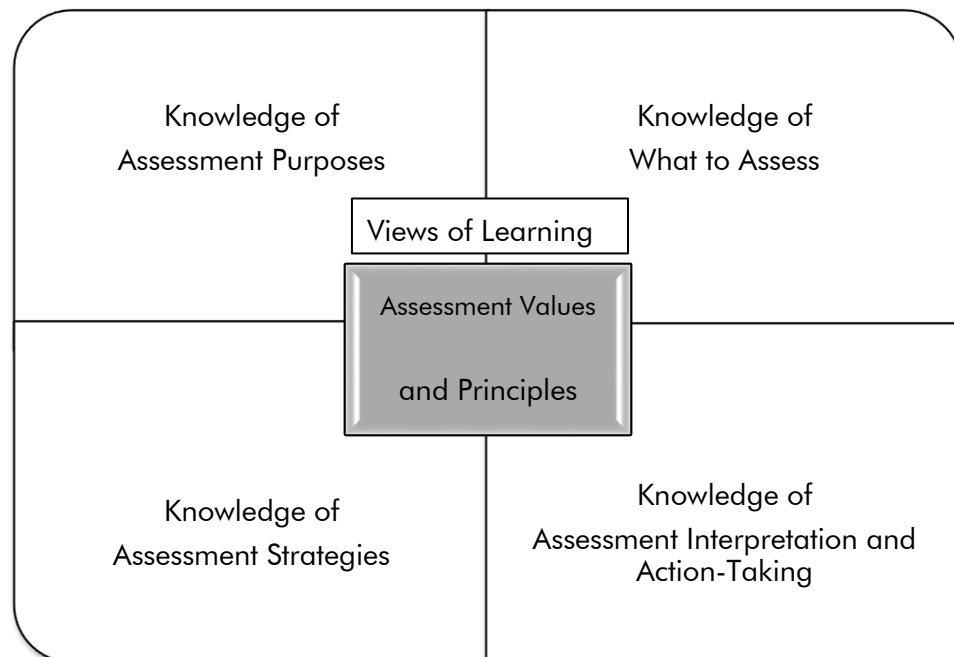 Knowledge of
Assessment Purposes
Knowledge of
What to Assess
Views of Learning
Assessment Values
and Principles
Knowledge of
Assessment Strategies
Knowledge of
Assessment Interpretation and
Action-Taking